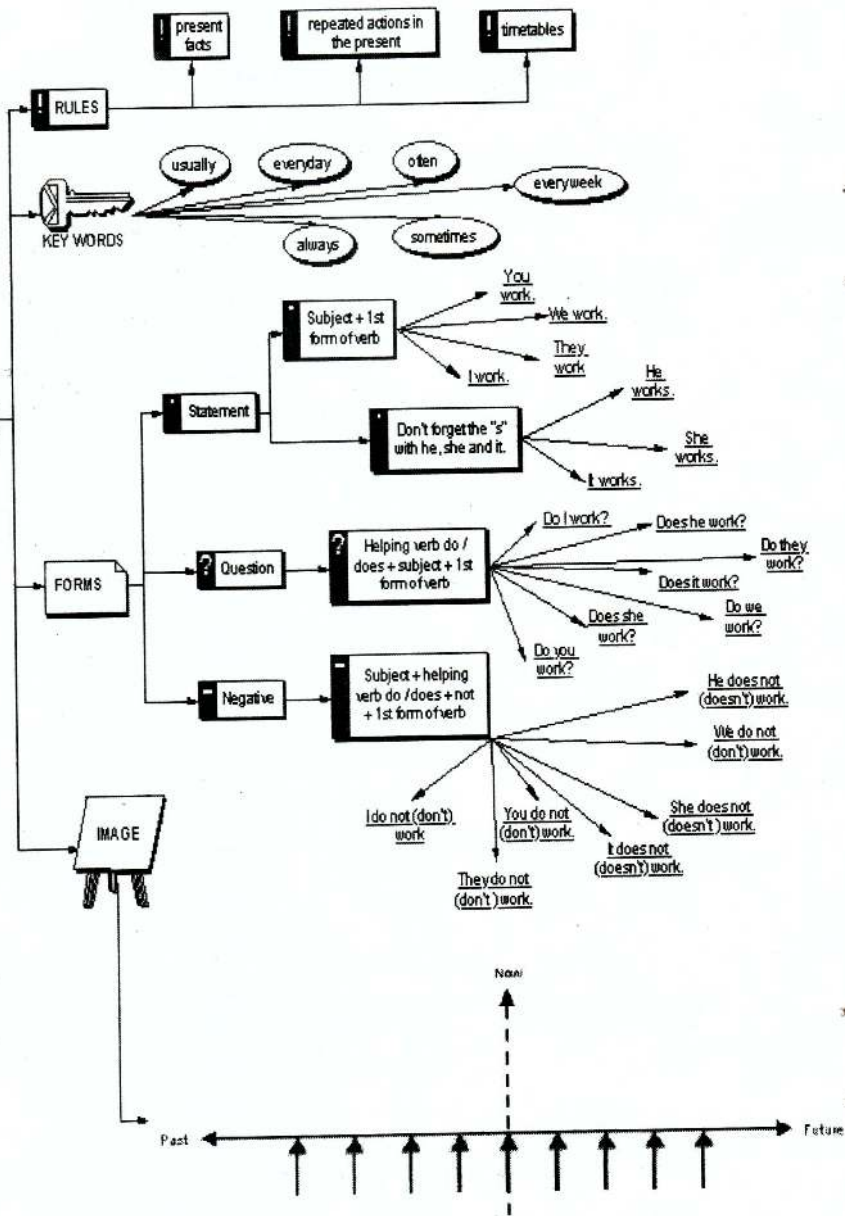 present
facts
repeated actions in
the present
timetables
RULES
usually
everyday
often
everyweek
KEY WORDS
always
sometimes
Subject + 1st
form of verb
You
work.
We work.
They
work
I work.
Statement
Don't forget the "s"
with he, she and it.
He
works.
She
works.
It works.
FORMS
?
Question
?
Helping verb do /
does + subject + 1st
form of verb
Do I work?
Does he work?
Do they
work?
Does it work?
Does she
work?
Do we
work?
Do you
work?
Negative
Subject + helping
verb do / does + not
+ 1st form of verb
He does not
(doesn't) work.
We do not
(don't) work.
I do not (don't)
work
You do not
(don't) work.
She does not
(doesn't) work.
It does not
(doesn't) work.
They do not
(don't) work.
IMAGE
Now
Past
Future